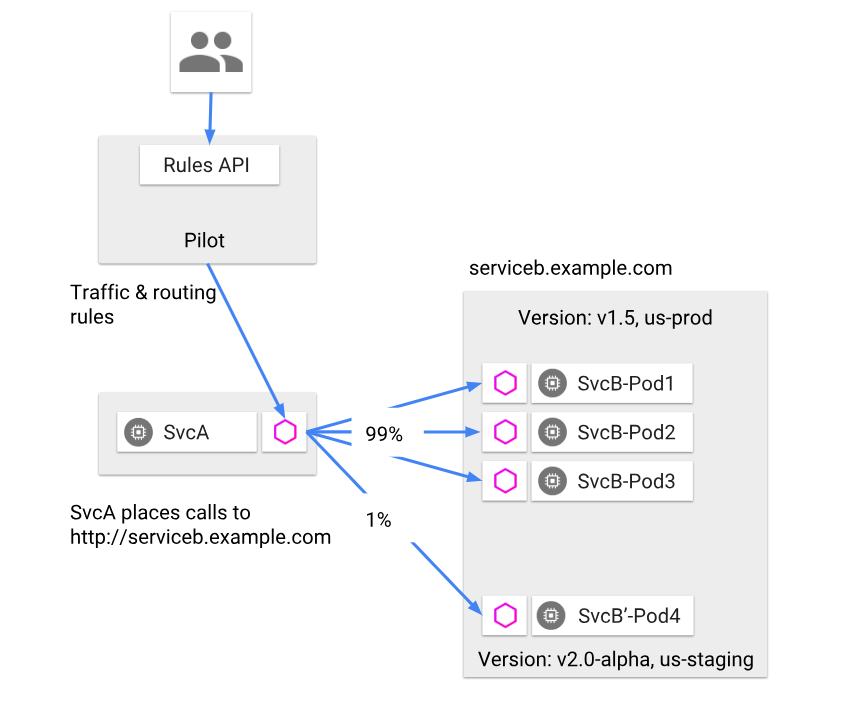 Rules API
Pilot
Traffic & routing
rules
serviceb.example.com
Version: v1.5, us-prod
SvcB-Pod1
SvcA
99%
SvcB-Pod2
SvcB-Pod3
SvcA places calls to
http://serviceb.example.com
1%
SvcB’-Pod4
Version: v2.0-alpha, us-staging